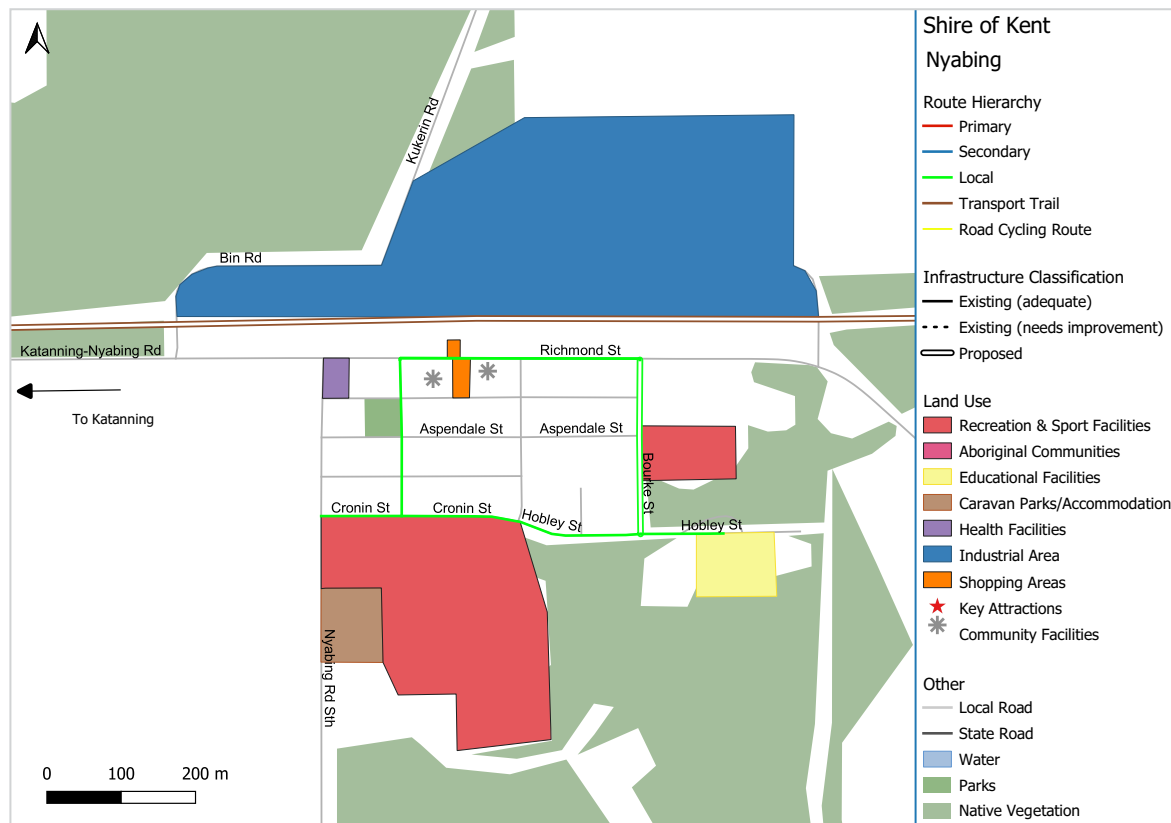 Shire of Kent
Nyabing
Route Hierarchy
Primary
Secondary
Local
Transport Trail
Road Cycling Route
Infrastructure Classification
Existing (adequate)
Existing (needs improvement)
Proposed
Land Use
Recreation & Sport Facilities
Aboriginal Communities
Educational Facilities
Caravan Parks/Accommodation
Health Facilities
Industrial Area
Shopping Areas
Key Attractions
Community Facilities
Other
Local Road
State Road
Water
Parks
Native Vegetation
Kukerin Rd
Bin Rd
Katanning-Nyabing Rd
Richmond St
To Katanning
Aspendale St
Aspendale St
Bourke St
Cronin St
Cronin St
Hobley St
Hobley St
Nyabing Rd Sth
0 100 200 m